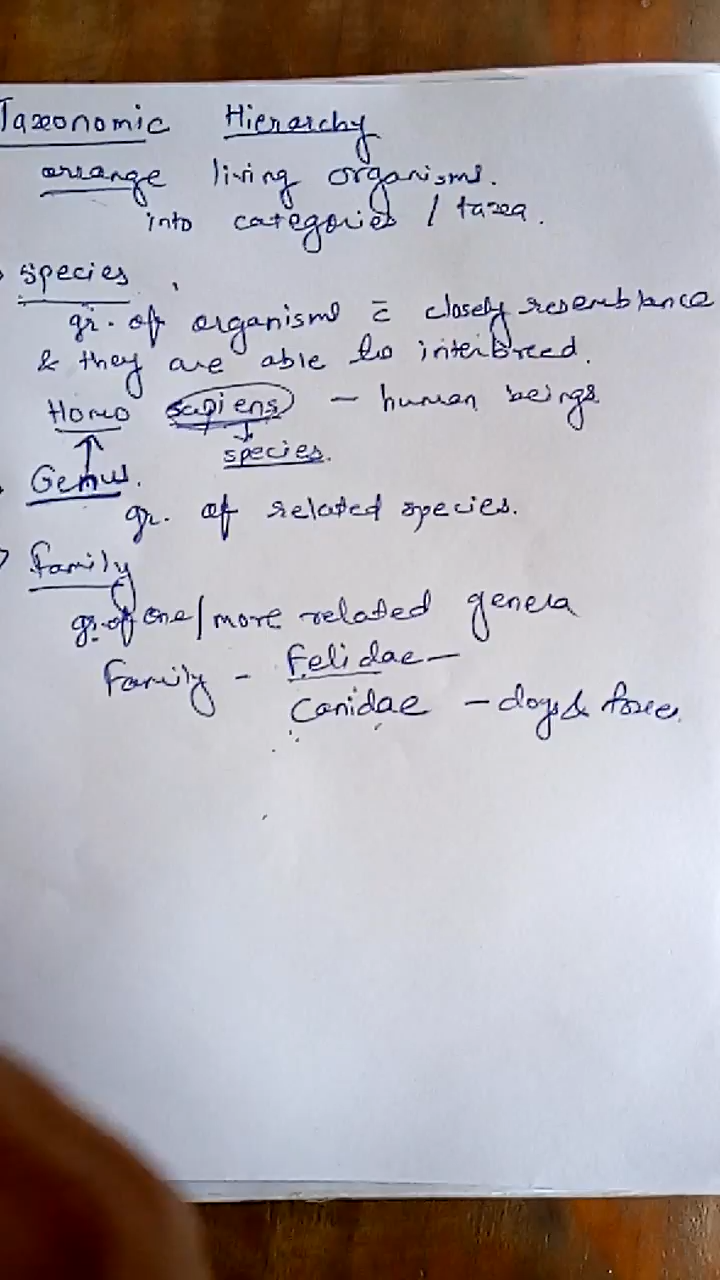 Taxonomic Hierarchy
arrange living organisms.
into categories / taxa.
species
gr. of organisms c̄ closely resemblance
& they are able to interbreed.
Homo sapiens - human beings
species.
Genus.
gr. of related species.
family
gr. of one/more related genera
family - Felidae -
Canidae - dogs &